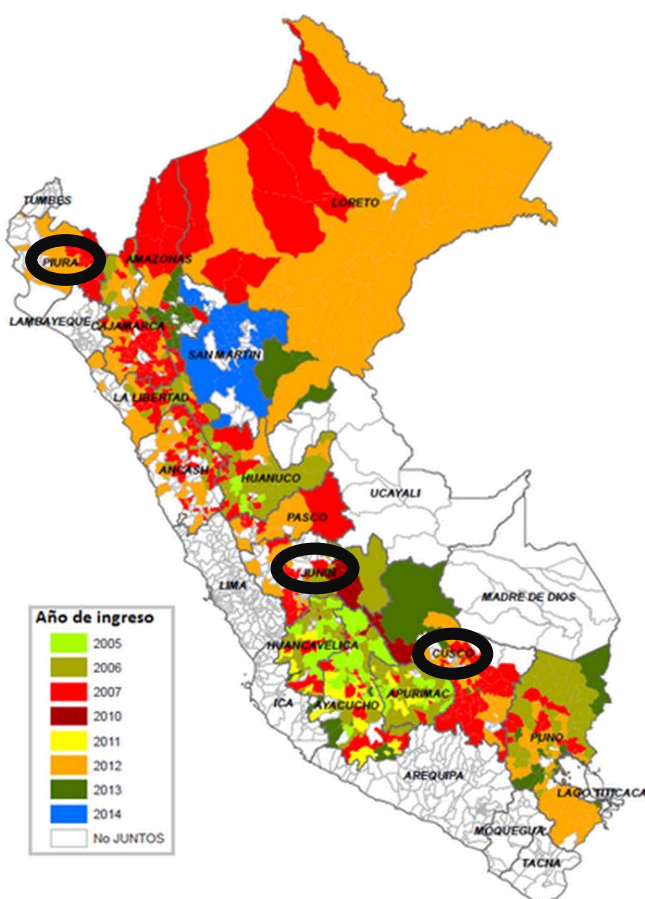 TUMBES
LORETO
PIURA
AMAZONAS
LAMBAYEQUE
CAJAMARCA
SAN MARTIN
LA LIBERTAD
ANCASH
HUANUCO
UCAYALI
PASCO
LIMA
JUNIN
MADRE DE DIOS
HUANCAVELICA
CUSCO
ICA
AYACUCHO
APURIMAC
PUNO
AREQUIPA
LAGO TITICACA
MOQUEGUA
TACNA
Año de ingreso
2005
2006
2007
2010
2011
2012
2013
2014
No JUNTOS